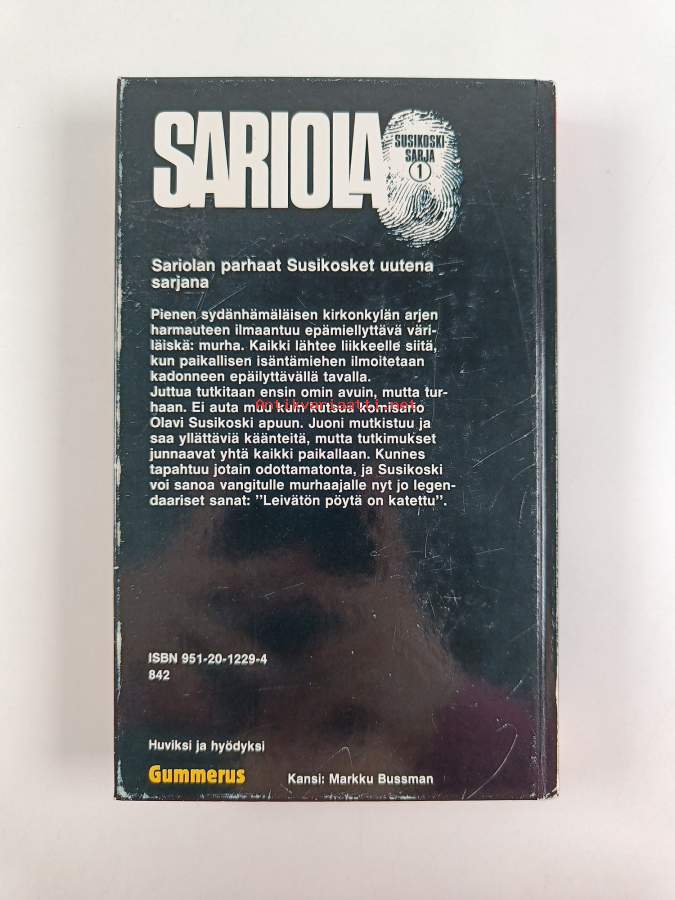 SARIOLA
SUSIKOSKI
SARJA
1
Sariolan parhaat Susikosket uutena
sarjana
Pienen sydänhämäläisen kirkonkylän arjen
harmauteen ilmaantuu epämiellyttävä väri-
läiskä: murha. Kaikki lähtee liikkeelle siitä,
kun paikallisen isäntämiehen ilmoitetaan
kadonneen epäilyttävällä tavalla.
Juttua tutkitaan ensin omin avuin, mutta tur-
haan. Ei auta muu kuin kutsua komisario
Antikvariaatti.net
Olavi Susikoski apuun. Juoni mutkistuu ja
saa yllättäviä käänteitä, mutta tutkimukset
junnaavat yhtä kaikki paikallaan. Kunnes
tapahtuu jotain odottamatonta, ja Susikoski
voi sanoa vangitulle murhaajalle nyt jo legen-
daariset sanat: ”Leivätön pöytä on katettu”.
ISBN 951-20-1229-4
842
Huviksi ja hyödyksi
Gummerus
Kansi: Markku Bussman